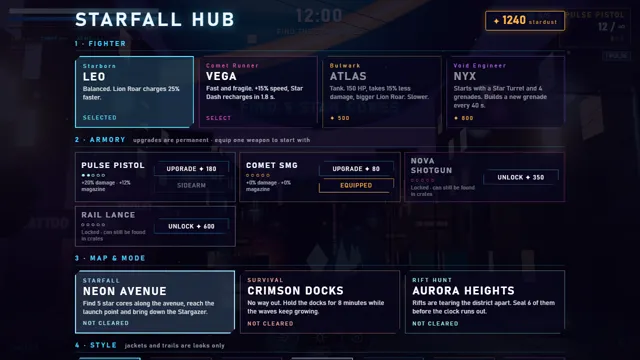 STARFALL HUB
12:00
✦ 1240 stardust
PULSE PISTOL
12 / ∞
1 · FIGHTER
Starborn
LEO
Balanced. Lion Roar charges 25%
faster.
SELECTED
Comet Runner
VEGA
Fast and fragile. +15% speed, Star
Dash recharges in 1.8 s.
SELECT
Bulwark
ATLAS
Tank. 150 HP, takes 15% less
damage, bigger Lion Roar. Slower.
✦ 500
Void Engineer
NYX
Starts with a Star Turret and 4
grenades. Builds a new grenade
every 40 s.
✦ 800
2 · ARMORY upgrades are permanent · equip one weapon to start with
PULSE PISTOL
+20% damage · +12%
magazine
UPGRADE ✦ 180
SIDEARM
COMET SMG
+0% damage · +0%
magazine
UPGRADE ✦ 80
EQUIPPED
NOVA
SHOTGUN
Locked · can still be found
in crates
UNLOCK ✦ 350
RAIL LANCE
Locked · can still be found
in crates
UNLOCK ✦ 600
3 · MAP & MODE
STARFALL
NEON AVENUE
Find 5 star cores along the avenue, reach the
launch point and bring down the Stargazer.
NOT CLEARED
SURVIVAL
CRIMSON DOCKS
No way out. Hold the docks for 8 minutes while
the waves keep growing.
NOT CLEARED
RIFT HUNT
AURORA HEIGHTS
Rifts are tearing the district apart. Seal 6 of them
before the clock runs out.
NOT CLEARED
4 · STYLE jackets and trails are looks only